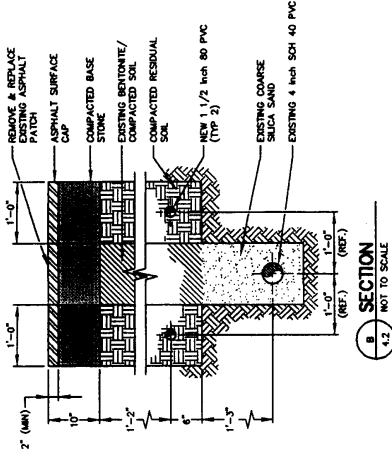 REMOVE & REPLACE
EXISTING ASPHALT
PATCH
ASPHALT SURFACE
CAP
COMPACTED BASE
STONE
EXISTING BENTONITE/
COMPACTED SOIL
COMPACTED RESIDUAL
SOIL
NEW 1 1/2 Inch 80 PVC
(TYP 2)
EXISTING COARSE
SILICA SAND
EXISTING 4 Inch SCH 40 PVC
1'-0"
1'-0"
2" (MIN)
10"
1'-2"
6"
1'-3"
1'-0"
(REF.)
1'-0"
(REF.)
B
4.2
SECTION
NOT TO SCALE